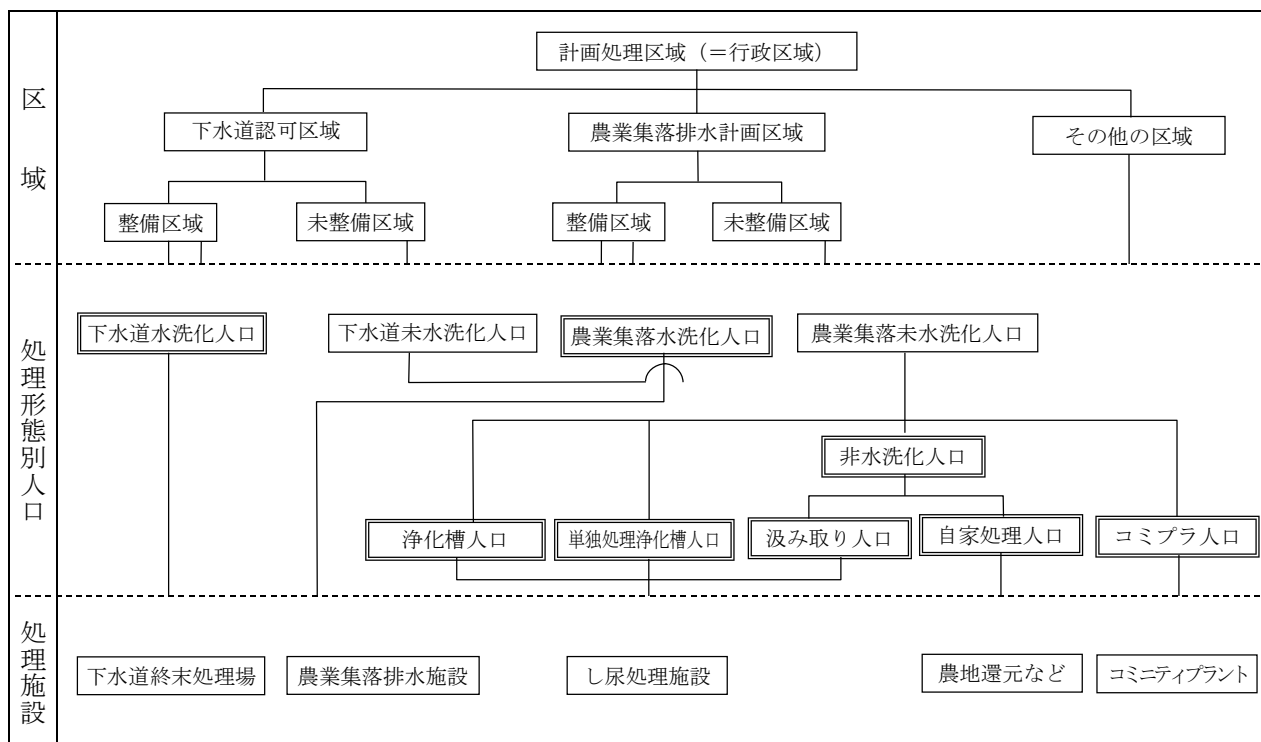 区域
計画処理区域（＝行政区域）
下水道認可区域
農業集落排水計画区域
その他の区域
整備区域
未整備区域
整備区域
未整備区域
処理形態別人口
下水道水洗化人口
下水道未水洗化人口
農業集落水洗化人口
農業集落未水洗化人口
非水洗化人口
浄化槽人口
単独処理浄化槽人口
汲み取り人口
自家処理人口
コミプラ人口
処理施設
下水道終末処理場
農業集落排水施設
し尿処理施設
農地還元など
コミニティプラント